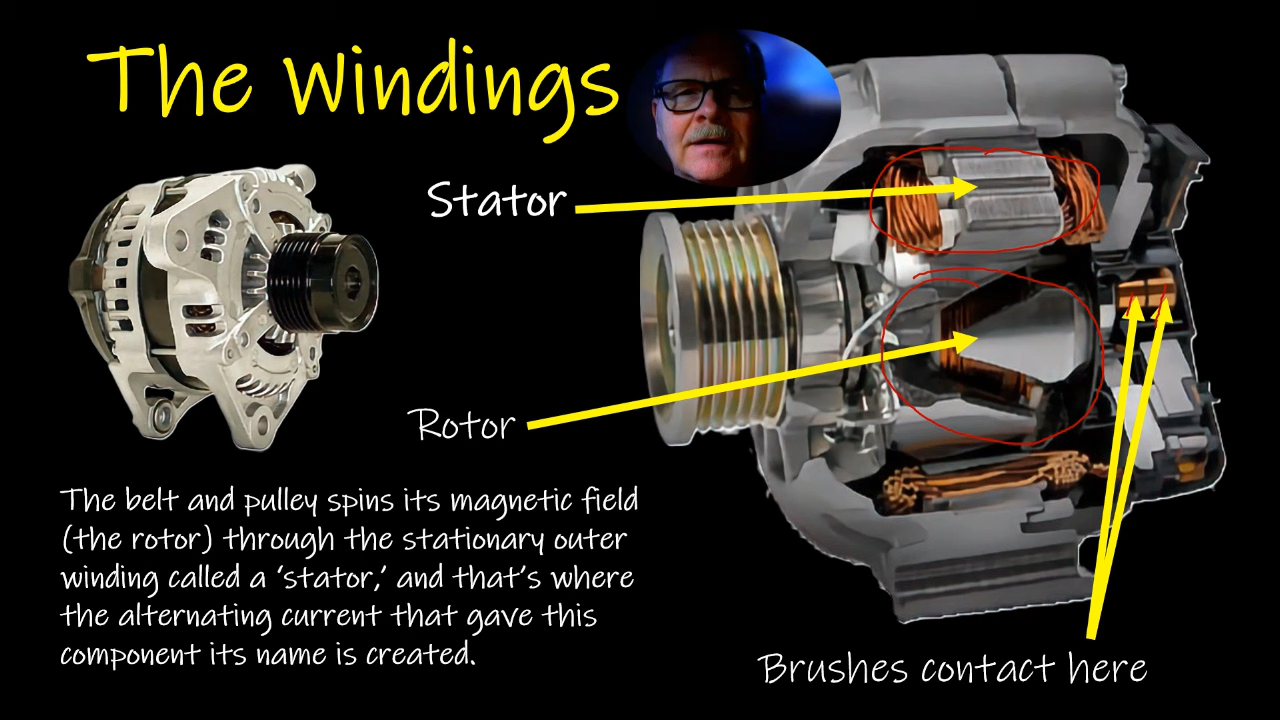 The Windings
Stator
Rotor
The belt and pulley spins its magnetic field
(the rotor) through the stationary outer
winding called a ‘stator,’ and that’s where
the alternating current that gave this
component its name is created.
Brushes contact here